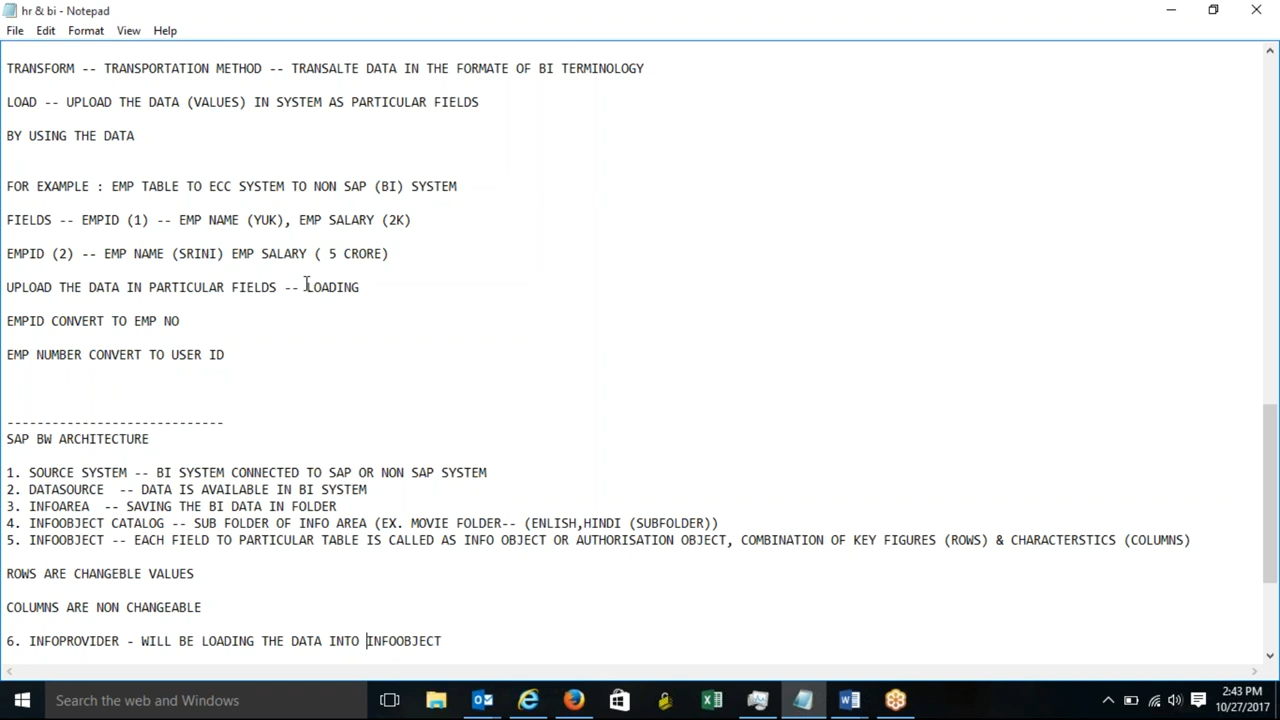 hr & bi - Notepad
File Edit Format View Help
TRANSFORM -- TRANSPORTATION METHOD -- TRANSALTE DATA IN THE FORMATE OF BI TERMINOLOGY
LOAD -- UPLOAD THE DATA (VALUES) IN SYSTEM AS PARTICULAR FIELDS
BY USING THE DATA
FOR EXAMPLE : EMP TABLE TO ECC SYSTEM TO NON SAP (BI) SYSTEM
FIELDS -- EMPID (1) -- EMP NAME (YUK), EMP SALARY (2K)
EMPID (2) -- EMP NAME (SRINI) EMP SALARY ( 5 CRORE)
UPLOAD THE DATA IN PARTICULAR FIELDS -- LOADING
EMPID CONVERT TO EMP NO
EMP NUMBER CONVERT TO USER ID
-----------------------------
SAP BW ARCHITECTURE
1. SOURCE SYSTEM -- BI SYSTEM CONNECTED TO SAP OR NON SAP SYSTEM
2. DATASOURCE  -- DATA IS AVAILABLE IN BI SYSTEM
3. INFOAREA  -- SAVING THE BI DATA IN FOLDER
4. INFOOBJECT CATALOG -- SUB FOLDER OF INFO AREA (EX. MOVIE FOLDER-- (ENLISH,HINDI (SUBFOLDER))
5. INFOOBJECT -- EACH FIELD TO PARTICULAR TABLE IS CALLED AS INFO OBJECT OR AUTHORISATION OBJECT, COMBINATION OF KEY FIGURES (ROWS) & CHARACTERSTICS (COLUMNS)
ROWS ARE CHANGEBLE VALUES
COLUMNS ARE NON CHANGEABLE
6. INFOPROVIDER - WILL BE LOADING THE DATA INTO INFOOBJECT
Search the web and Windows
2:43 PM
10/27/2017